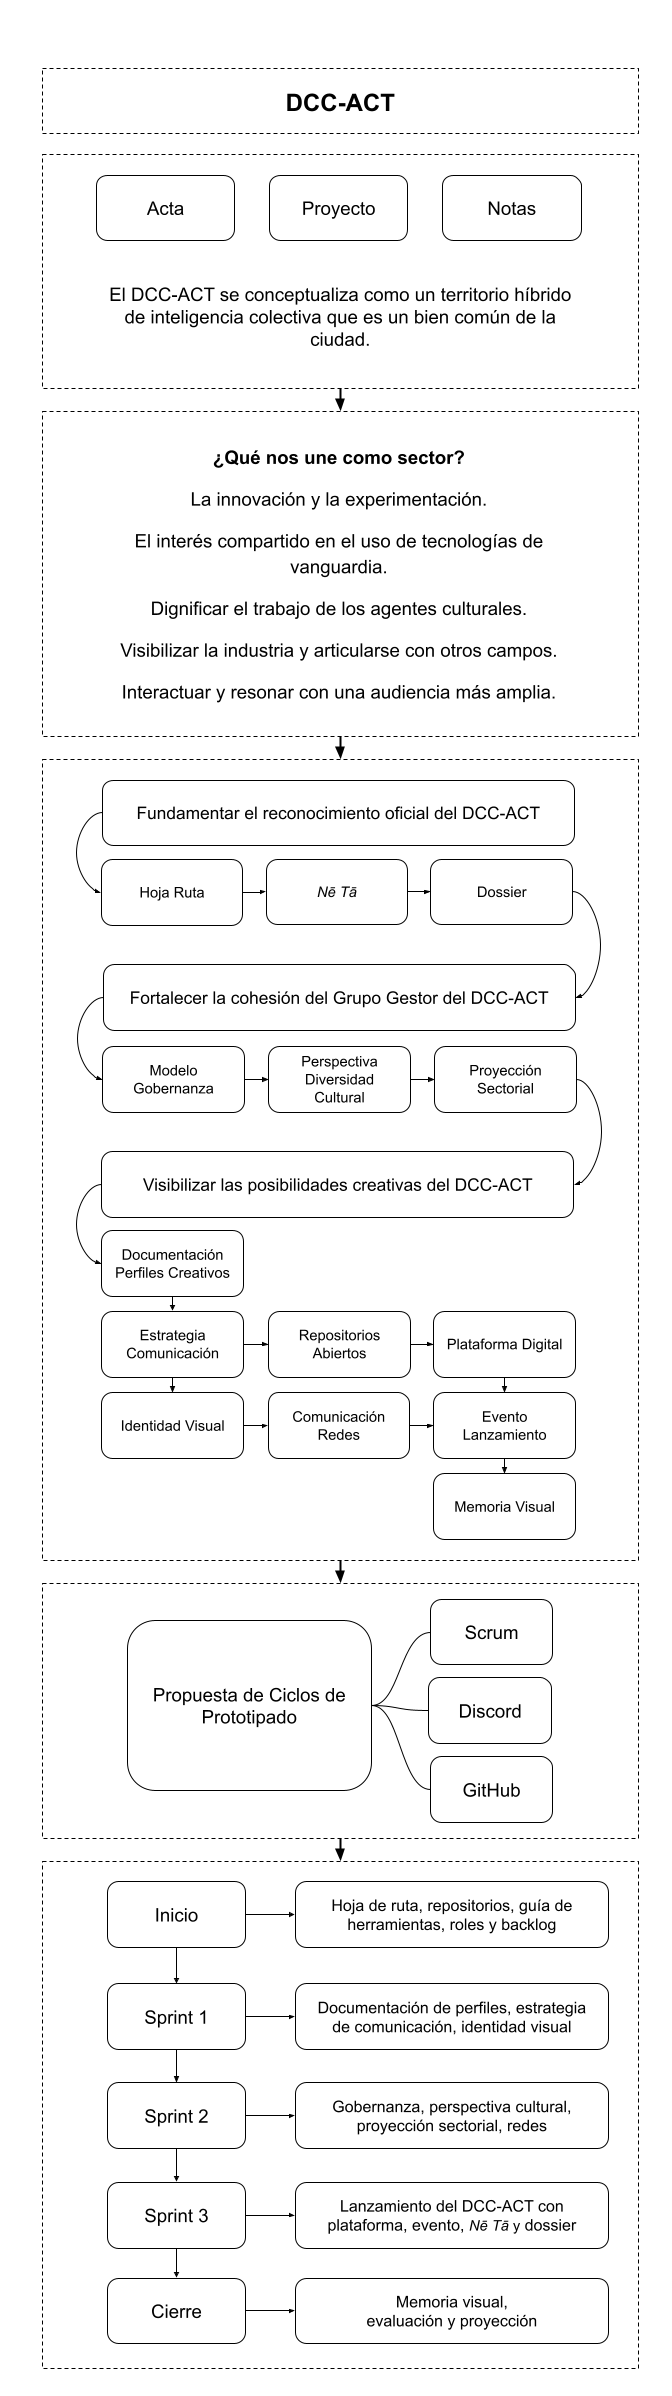 DCC-ACT
Acta
Proyecto
Notas
El DCC-ACT se conceptualiza como un territorio híbrido
de inteligencia colectiva que es un bien común de la
ciudad.
¿Qué nos une como sector?
La innovación y la experimentación.
El interés compartido en el uso de tecnologías de
vanguardia.
Dignificar el trabajo de los agentes culturales.
Visibilizar la industria y articularse con otros campos.
Interactuar y resonar con una audiencia más amplia.
Fundamentar el reconocimiento oficial del DCC-ACT
Hoja Ruta
Nē Tā
Dossier
Fortalecer la cohesión del Grupo Gestor del DCC-ACT
Modelo
Gobernanza
Perspectiva
Diversidad
Cultural
Proyección
Sectorial
Visibilizar las posibilidades creativas del DCC-ACT
Documentación
Perfiles Creativos
Estrategia
Comunicación
Repositorios
Abiertos
Plataforma Digital
Identidad Visual
Comunicación
Redes
Evento
Lanzamiento
Memoria Visual
Propuesta de Ciclos de
Prototipado
Scrum
Discord
GitHub
Inicio
Hoja de ruta, repositorios, guía de
herramientas, roles y backlog
Sprint 1
Documentación de perfiles, estrategia
de comunicación, identidad visual
Sprint 2
Gobernanza, perspectiva cultural,
proyección sectorial, redes
Sprint 3
Lanzamiento del DCC-ACT con
plataforma, evento, Nē Tā y dossier
Cierre
Memoria visual,
evaluación y proyección